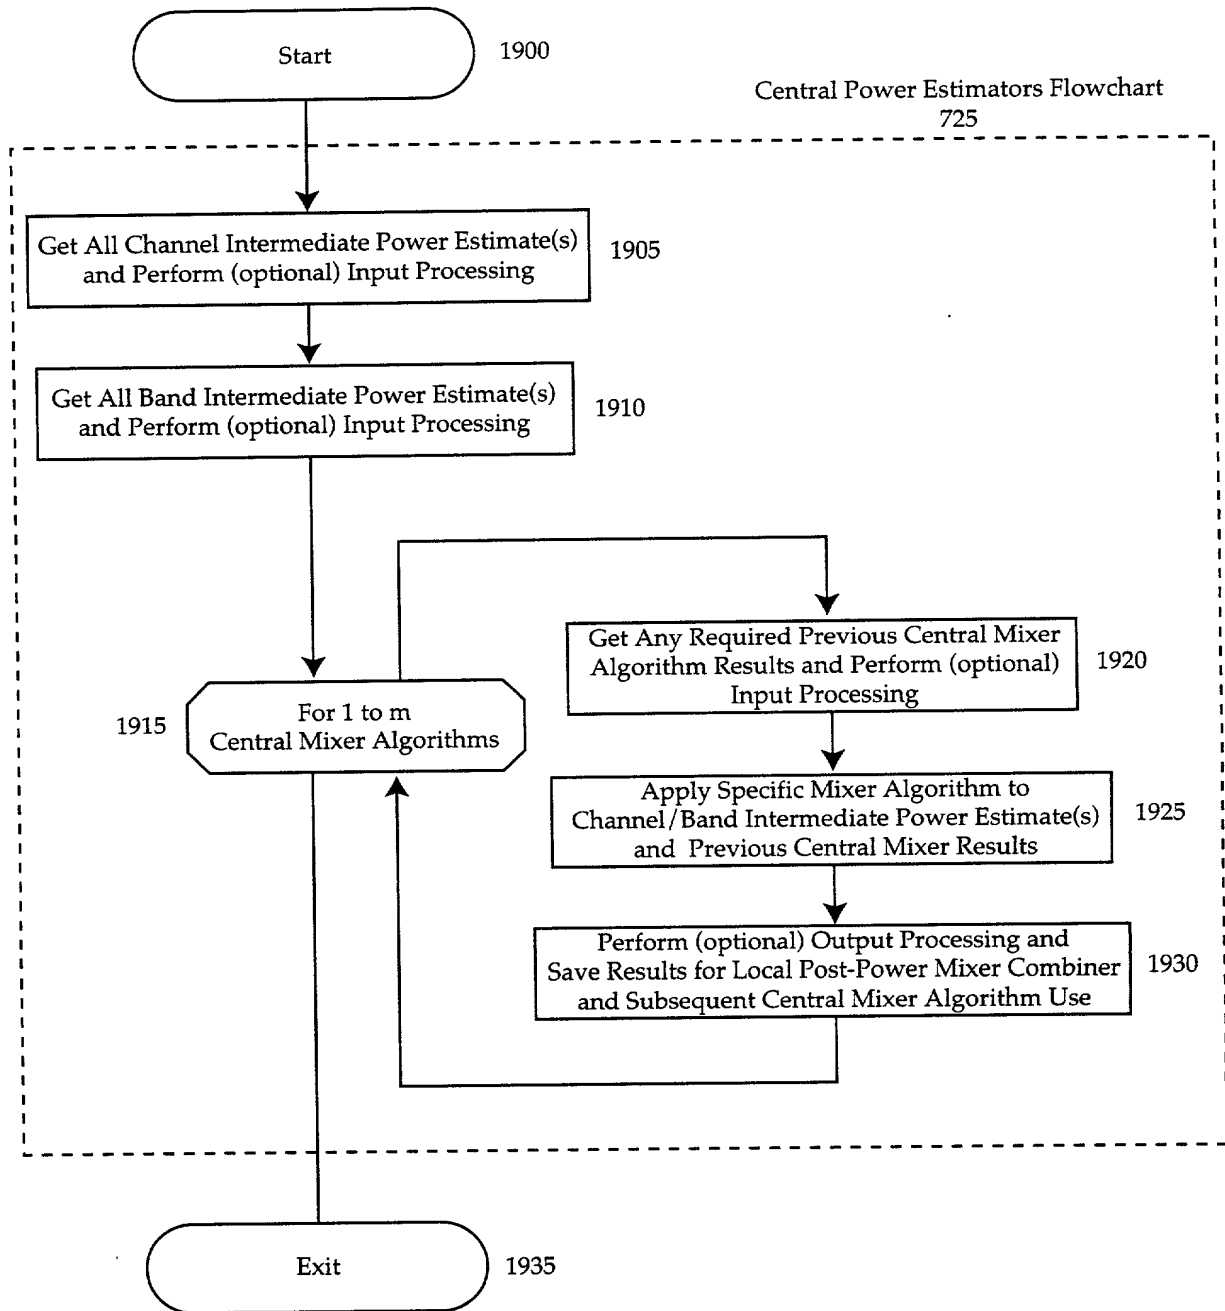 Start
1900
Central Power Estimators Flowchart
725
Get All Channel Intermediate Power Estimate(s)
and Perform (optional) Input Processing
1905
Get All Band Intermediate Power Estimate(s)
and Perform (optional) Input Processing
1910
Get Any Required Previous Central Mixer
Algorithm Results and Perform (optional)
Input Processing
1920
1915
For 1 to m
Central Mixer Algorithms
Apply Specific Mixer Algorithm to
Channel/Band Intermediate Power Estimate(s)
and Previous Central Mixer Results
1925
Perform (optional) Output Processing and
Save Results for Local Post-Power Mixer Combiner
and Subsequent Central Mixer Algorithm Use
1930
Exit
1935